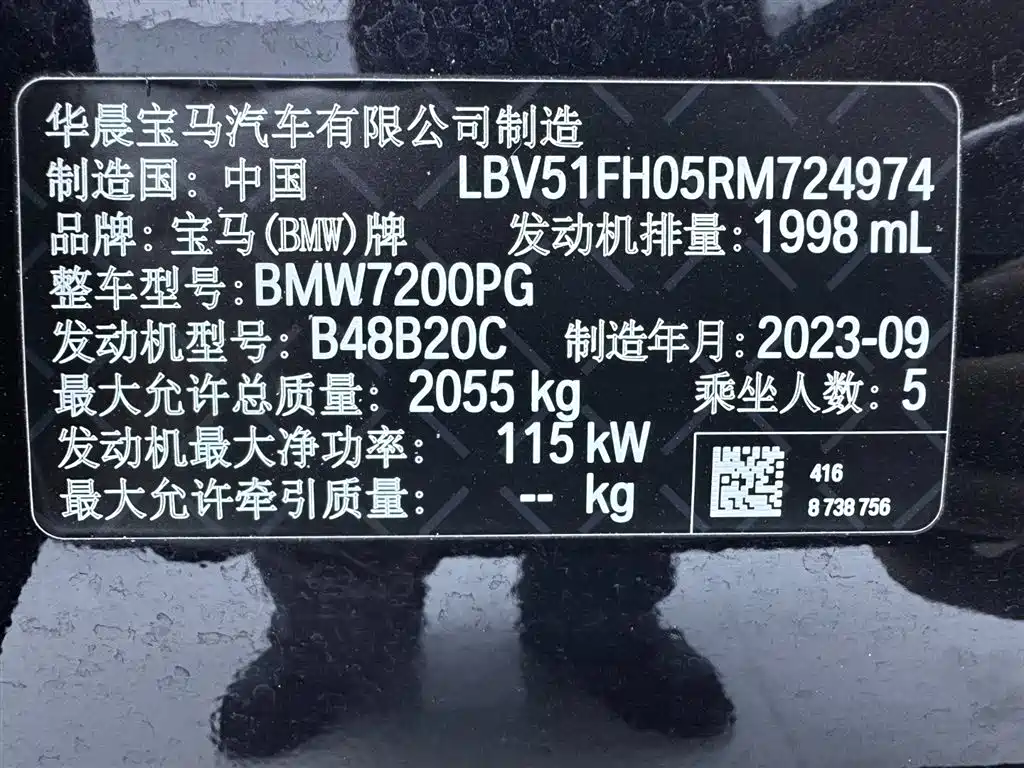 华晨宝马汽车有限公司制造
制造国：中国 LBV51FH05RM724974
品牌：宝马(BMW)牌 发动机排量：1998 mL
整车型号：BMW7200PG
发动机型号：B48B20C 制造年月：2023-09
最大允许总质量：2055 kg 乘坐人数：5
发动机最大净功率：115 kW
最大允许牵引质量：-- kg
416
8 738 756